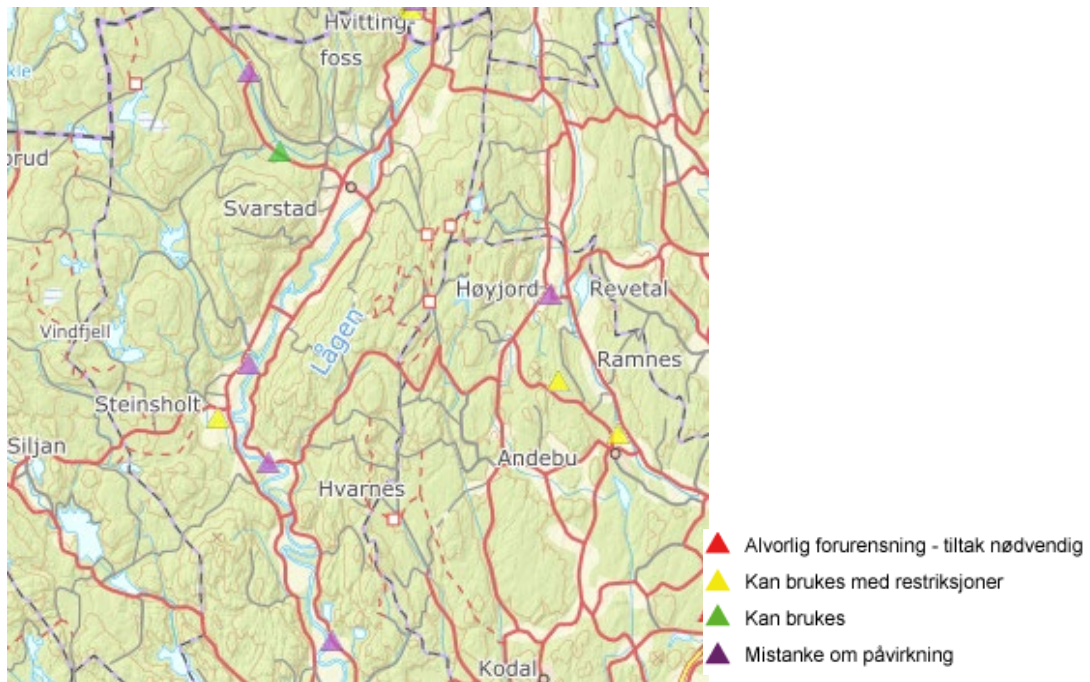 Hvitting-
foss
kle
orud
Svarstad
Høyjord
Revetal
Lågen
Vindfjell
Ramnes
Steinsholt
Siljan
Andebu
Hvarnes
Kodal
Alvorlig forurensning - tiltak nødvendig
Kan brukes med restriksjoner
Kan brukes
Mistanke om påvirkning